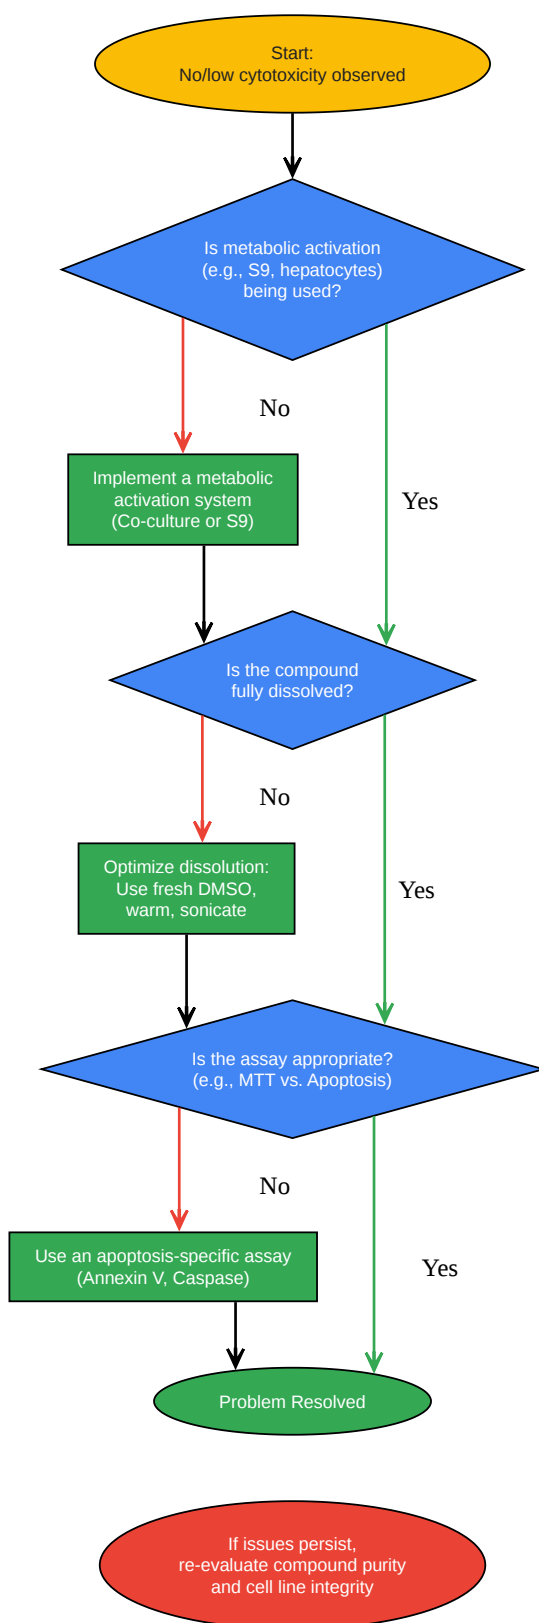 Start:
No/low cytotoxicity observed
Is metabolic activation
(e.g., S9, hepatocytes)
being used?
No
Implement a metabolic
activation system
(Co-culture or S9)
Yes
Is the compound
fully dissolved?
No
Optimize dissolution:
Use fresh DMSO,
warm, sonicate
Yes
Is the assay appropriate?
(e.g., MTT vs. Apoptosis)
No
Use an apoptosis-specific assay
(Annexin V, Caspase)
Yes
Problem Resolved
If issues persist,
re-evaluate compound purity
and cell line integrity